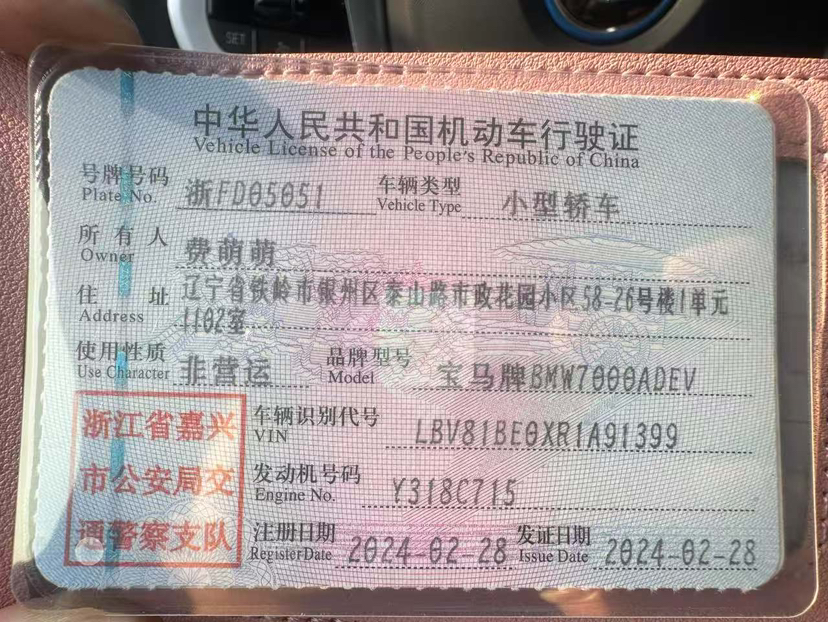 SET
中华人民共和国机动车行驶证
Vehicle License of the People's Republic of China
号牌号码 浙FD05051 车辆类型 小型轿车
Plate No. Vehicle Type
所有人 费萌萌
Owner
住址 辽宁省铁岭市银州区泰山路市政花园小区58-26号楼1单元
Address 1102室
使用性质 非营运 品牌型号 宝马牌BMW7000ADEV
Use Character Model
浙江省嘉兴
市公安局交
通警察支队
车辆识别代号 LBV81BE0XR1A91399
VIN
发动机号码 Y318C715
Engine No.
注册日期 2024-02-28 发证日期 2024-02-28
Register Date Issue Date